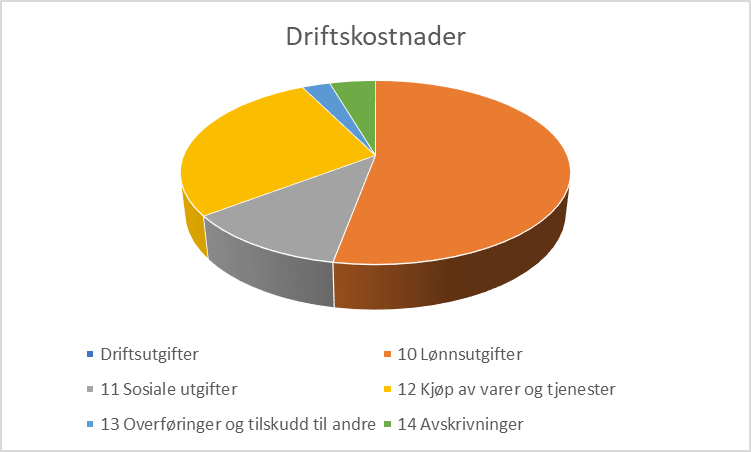 Driftskostnader
Driftsutgifter
10 Lønnsutgifter
11 Sosiale utgifter
12 Kjøp av varer og tjenester
13 Overføringer og tilskudd til andre
14 Avskrivninger